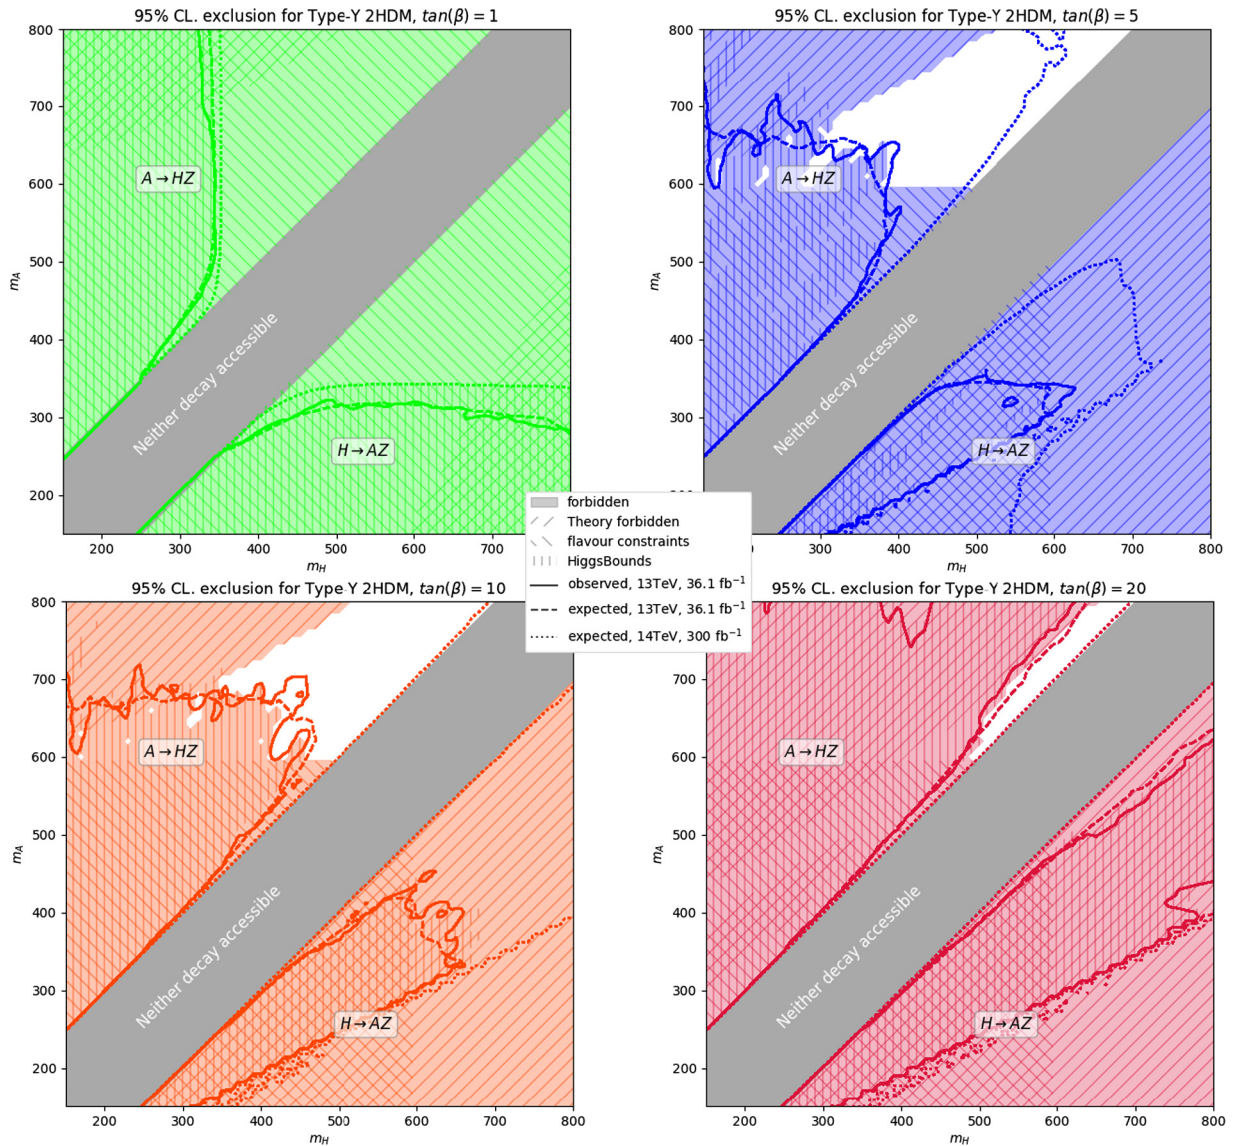 95% CL. exclusion for Type-Y 2HDM, tan(β) = 1
800
700
600
500
400
300
200
m_A
A→HZ
Neither decay accessible
H→AZ
200 300 400 500 600 700
m_H
95% CL. exclusion for Type-Y 2HDM, tan(β) = 5
800
700
600
500
400
300
m_A
A→HZ
Neither decay accessible
H→AZ
300 400 500 600 700 800
m_H
forbidden
Theory forbidden
flavour constraints
HiggsBounds
observed, 13TeV, 36.1 fb⁻¹
expected, 13TeV, 36.1 fb⁻¹
expected, 14TeV, 300 fb⁻¹
95% CL. exclusion for Type-Y 2HDM, tan(β) = 10
800
700
600
500
400
300
200
m_A
A→HZ
Neither decay accessible
H→AZ
200 300 400 500 600 700 800
m_H
95% CL. exclusion for Type-Y 2HDM, tan(β) = 20
700
600
500
400
300
200
m_A
A→HZ
Neither decay accessible
H→AZ
200 300 400 500 600 700 800
m_H